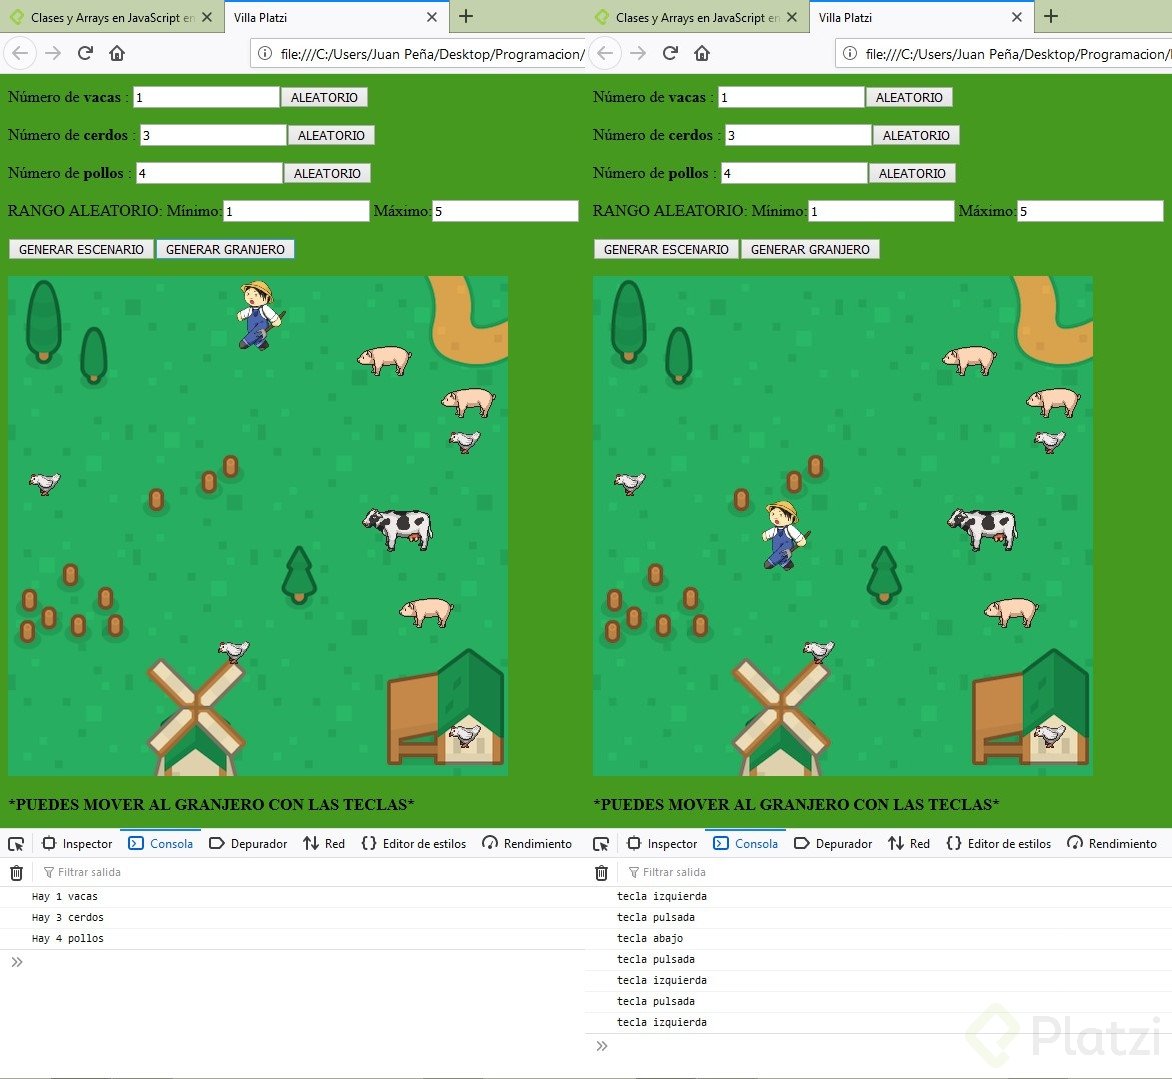 Clases y Arrays en JavaScript en
Villa Platzi
file:///C:/Users/Juan Peña/Desktop/Programacion/
Número de vacas : 1 ALEATORIO
Número de cerdos : 3 ALEATORIO
Número de pollos : 4 ALEATORIO
RANGO ALEATORIO: Mínimo: 1 Máximo: 5
GENERAR ESCENARIO GENERAR GRANJERO
*PUEDES MOVER AL GRANJERO CON LAS TECLAS*
Inspector Consola Depurador Red Editor de estilos Rendimiento
Filtrar salida
Hay 1 vacas
Hay 3 cerdos
Hay 4 pollos
Clases y Arrays en JavaScript en
Villa Platzi
file:///C:/Users/Juan Peña/Desktop/Programacion/
Número de vacas : 1 ALEATORIO
Número de cerdos : 3 ALEATORIO
Número de pollos : 4 ALEATORIO
RANGO ALEATORIO: Mínimo: 1 Máximo: 5
GENERAR ESCENARIO GENERAR GRANJERO
*PUEDES MOVER AL GRANJERO CON LAS TECLAS*
Inspector Consola Depurador Red Editor de estilos Rendimiento
Filtrar salida
tecla izquierda
tecla pulsada
tecla abajo
tecla pulsada
tecla izquierda
tecla pulsada
tecla izquierda
Platzi